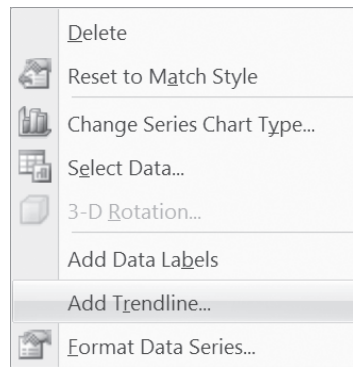 Delete
Reset to Match Style
Change Series Chart Type...
Select Data...
3-D Rotation...
Add Data Labels
Add Trendline...
Format Data Series...